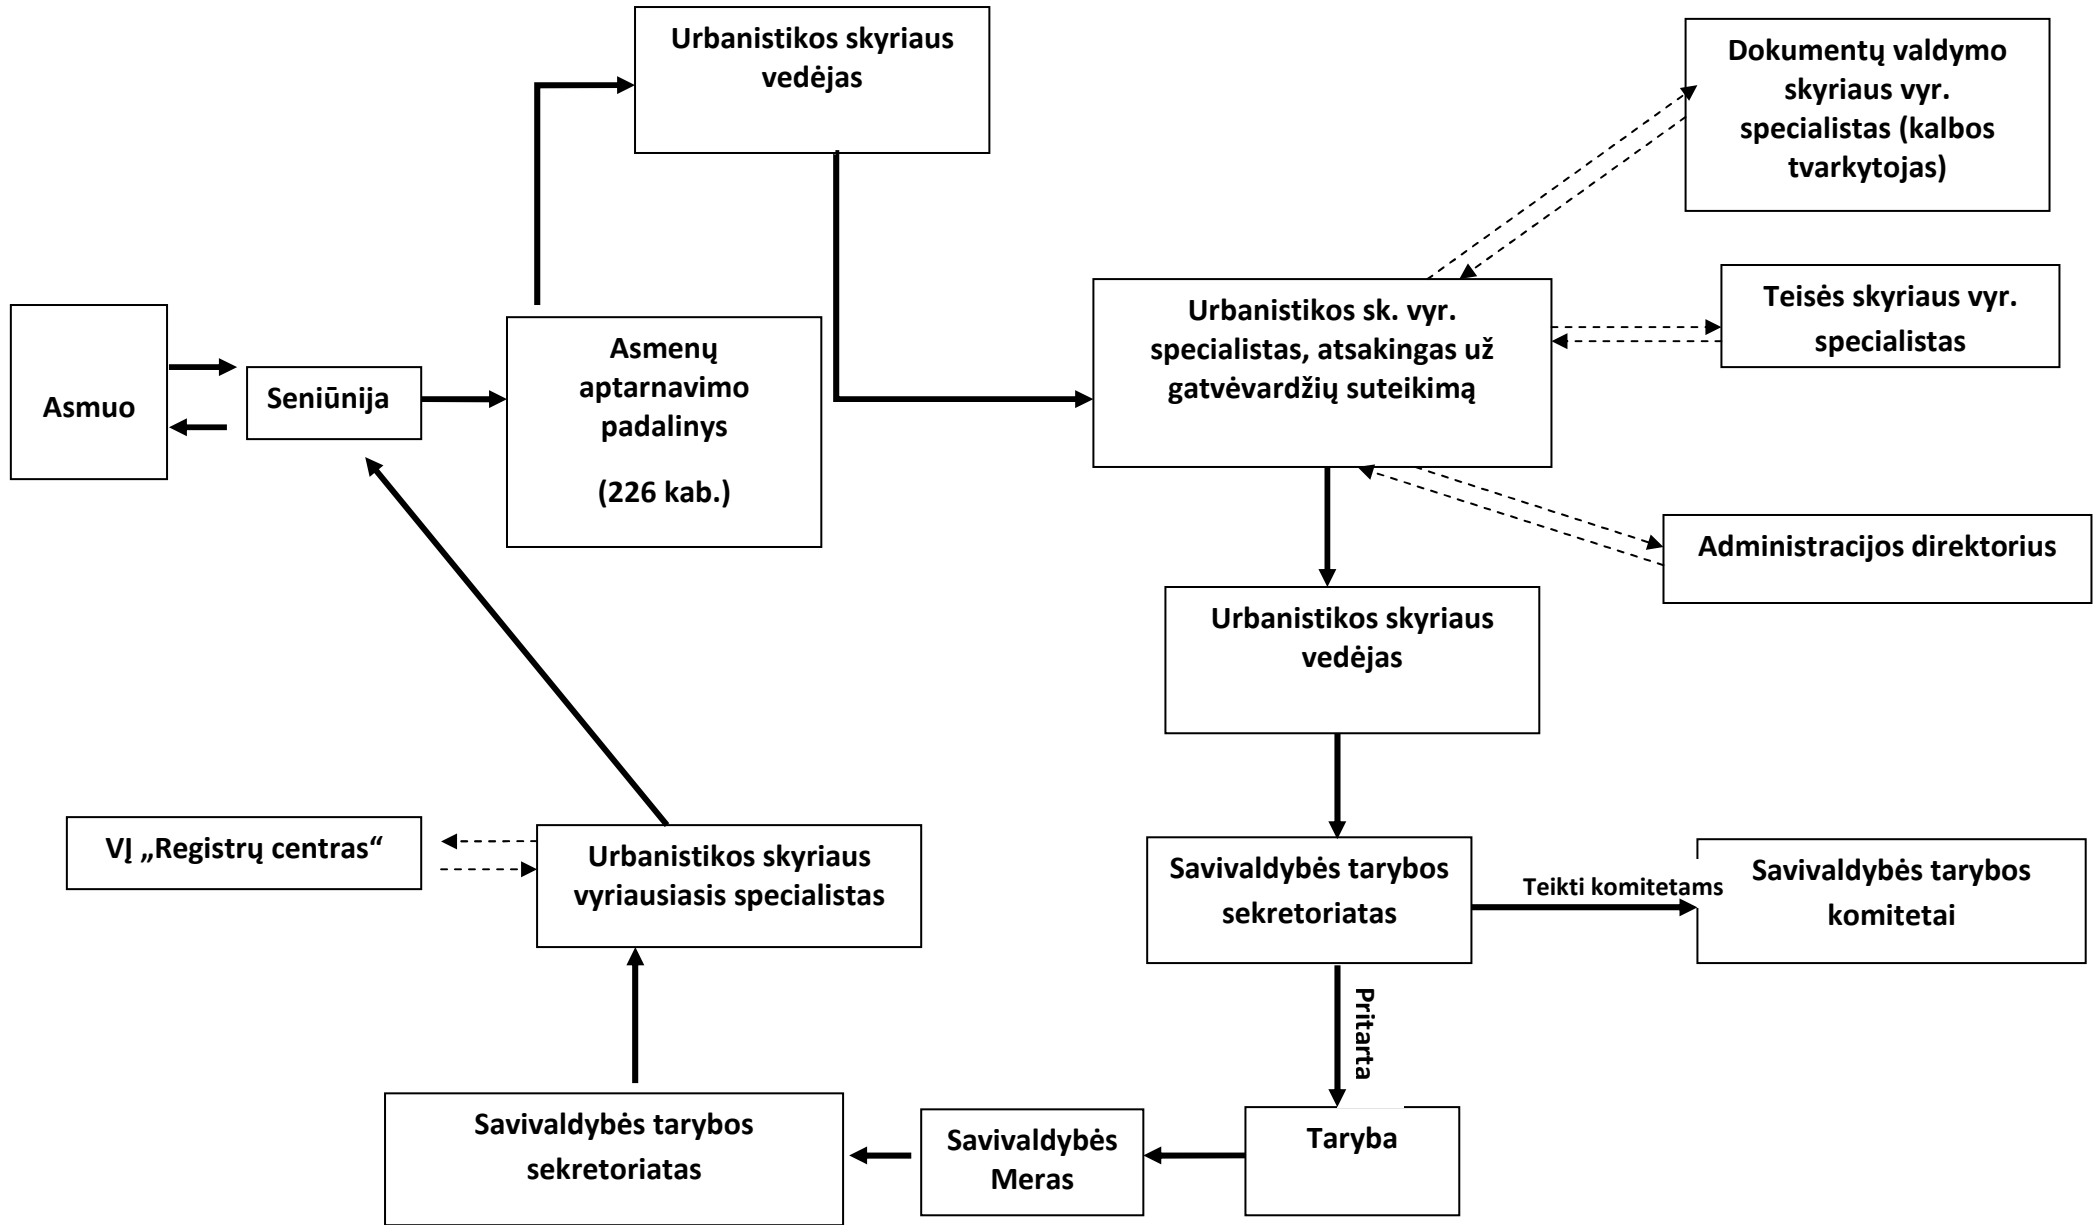 Urbanistikos skyriaus
vedėjas
Dokumentų valdymo
skyriaus vyr.
specialistas (kalbos
tvarkytojas)
Asmuo
Seniūnija
Asmenų
aptarnavimo
padalinys
(226 kab.)
Urbanistikos sk. vyr.
specialistas, atsakingas už
gatvėvardžių suteikimą
Teisės skyriaus vyr.
specialistas
Administracijos direktorius
Urbanistikos skyriaus
vedėjas
VĮ „Registrų centras“
Urbanistikos skyriaus
vyriausiasis specialistas
Savivaldybės tarybos
sekretoriatas
Teikti komitetams
Savivaldybės tarybos
komitetai
Pritarta
Savivaldybės tarybos
sekretoriatas
Savivaldybės
Meras
Taryba